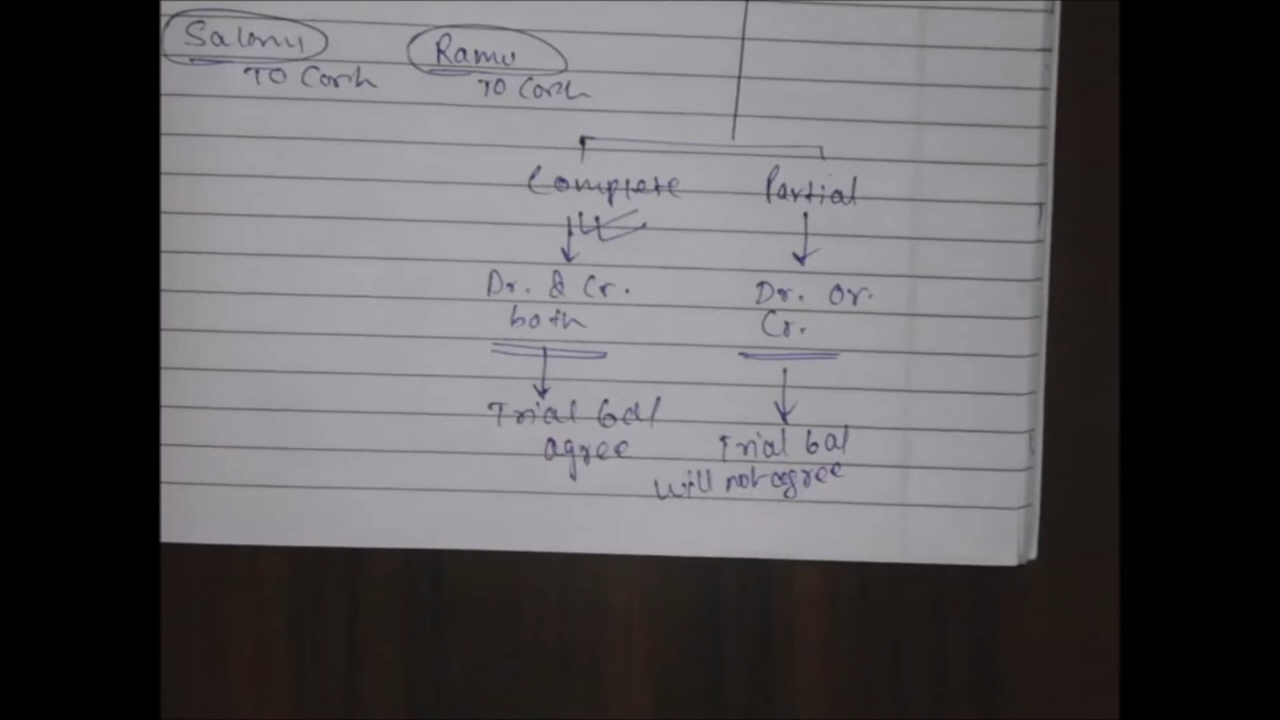 Salary Ramu
TO Cash TO Cash
Complete Partial
Dr. & Cr. Dr. or.
both Cr.
Trial bal
agree Trial bal
will not agree